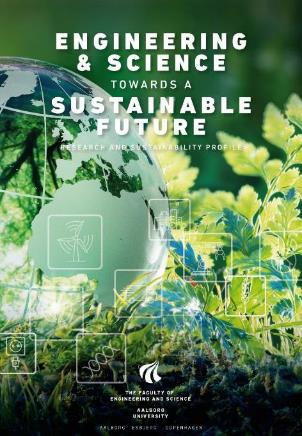 ENGINEERING
& SCIENCE
TOWARDS A
SUSTAINABLE
FUTURE
RESEARCH AND SUSTAINABILITY PROFILES
THE FACULTY OF
ENGINEERING AND SCIENCE
AALBORG
UNIVERSITY
AALBORG ESBJERG COPENHAGEN